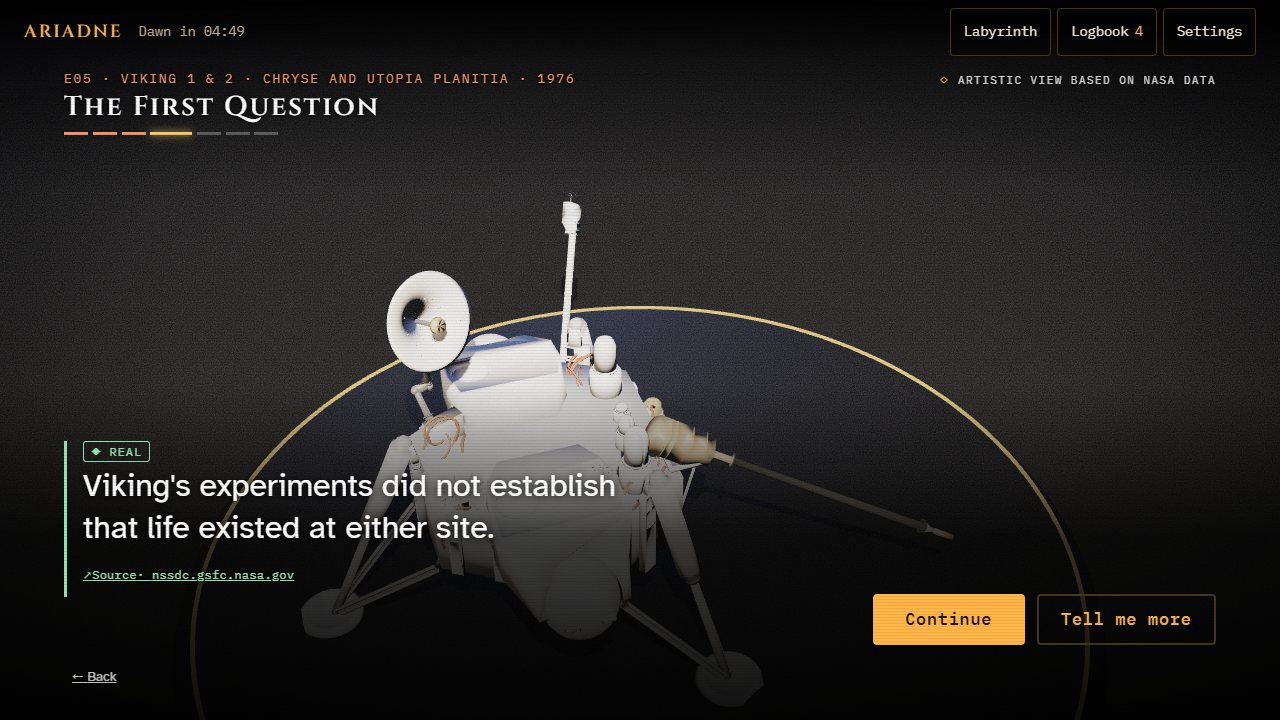 ARIADNE Dawn in 04:49 Labyrinth Logbook 4 Settings
E05 · VIKING 1 & 2 · CHRYSE AND UTOPIA PLANITIA · 1976
◇ ARTISTIC VIEW BASED ON NASA DATA
The First Question
◆ REAL
Viking's experiments did not establish
that life existed at either site.
↗Source· nssdc.gsfc.nasa.gov
Continue Tell me more
← Back